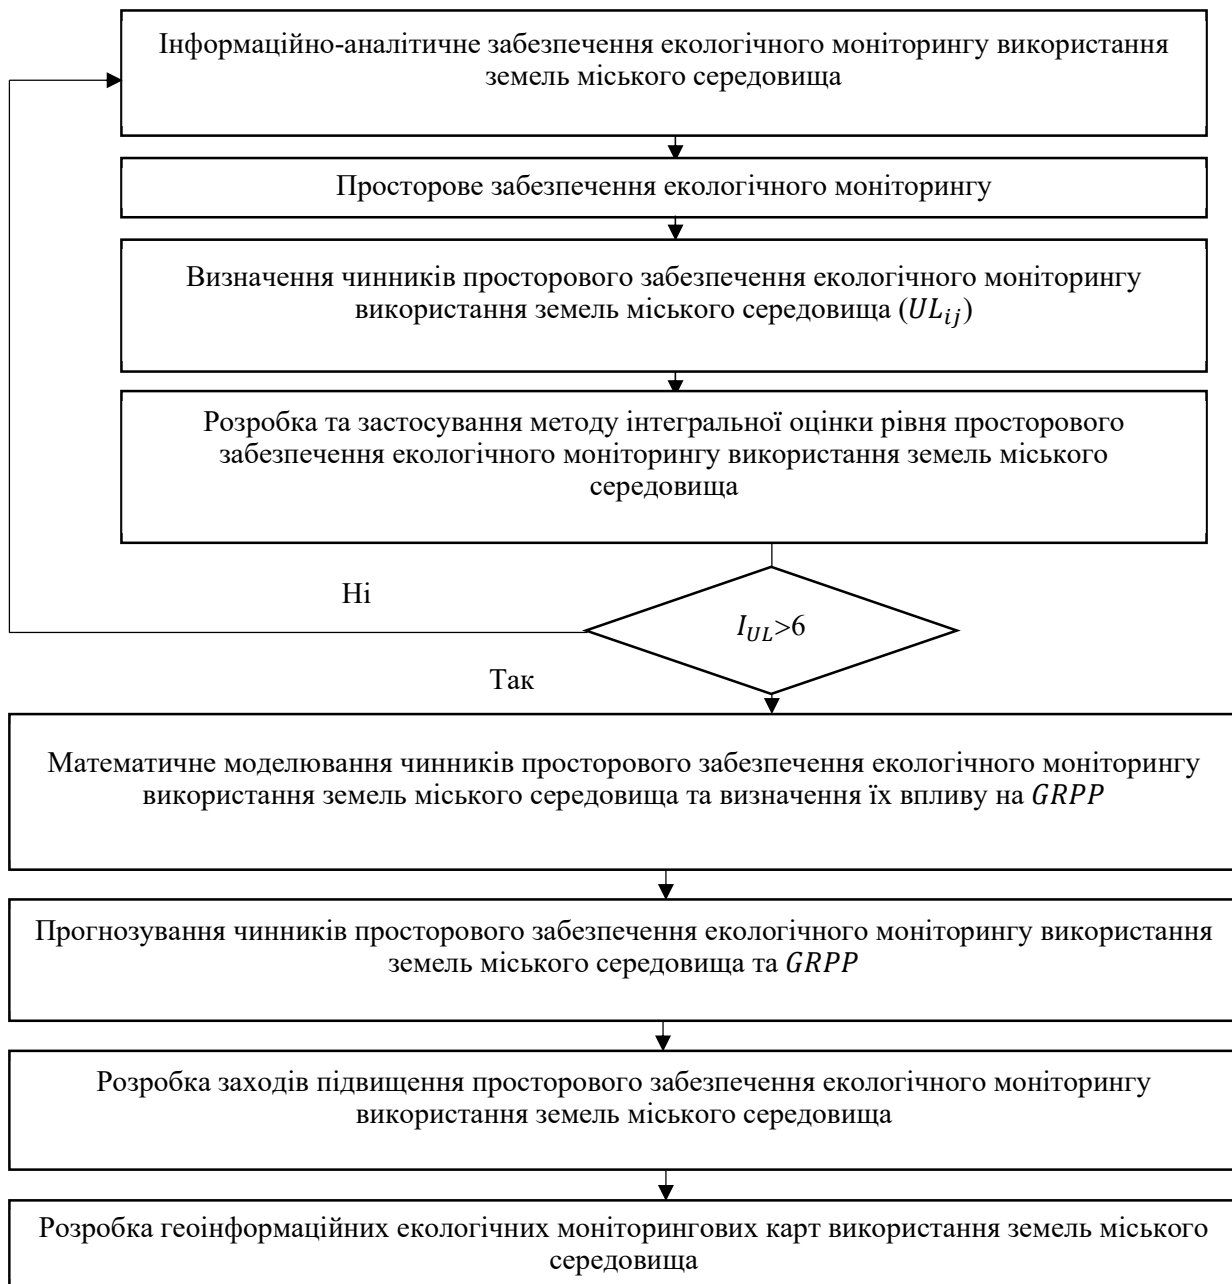 Інформаційно-аналітичне забезпечення екологічного моніторингу використання
земель міського середовища
Просторове забезпечення екологічного моніторингу
Визначення чинників просторового забезпечення екологічного моніторингу
використання земель міського середовища (UL_{ij})
Розробка та застосування методу інтегральної оцінки рівня просторового
забезпечення екологічного моніторингу використання земель міського
середовища
Ні
I_{UL}>6
Так
Математичне моделювання чинників просторового забезпечення екологічного моніторингу
використання земель міського середовища та визначення їх впливу на GRPP
Прогнозування чинників просторового забезпечення екологічного моніторингу використання
земель міського середовища та GRPP
Розробка заходів підвищення просторового забезпечення екологічного моніторингу
використання земель міського середовища
Розробка геоінформаційних екологічних моніторингових карт використання земель міського
середовища